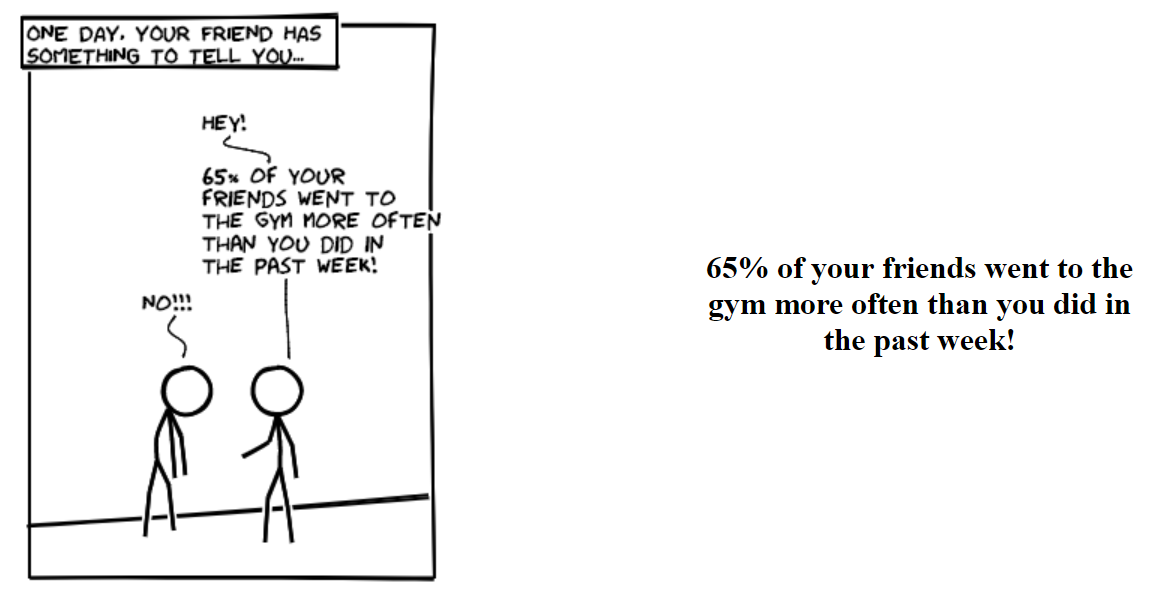 ONE DAY, YOUR FRIEND HAS
SOMETHING TO TELL YOU...
HEY!
65% OF YOUR
FRIENDS WENT TO
THE GYM MORE OFTEN
THAN YOU DID IN
THE PAST WEEK!
NO!!!
65% of your friends went to the
gym more often than you did in
the past week!